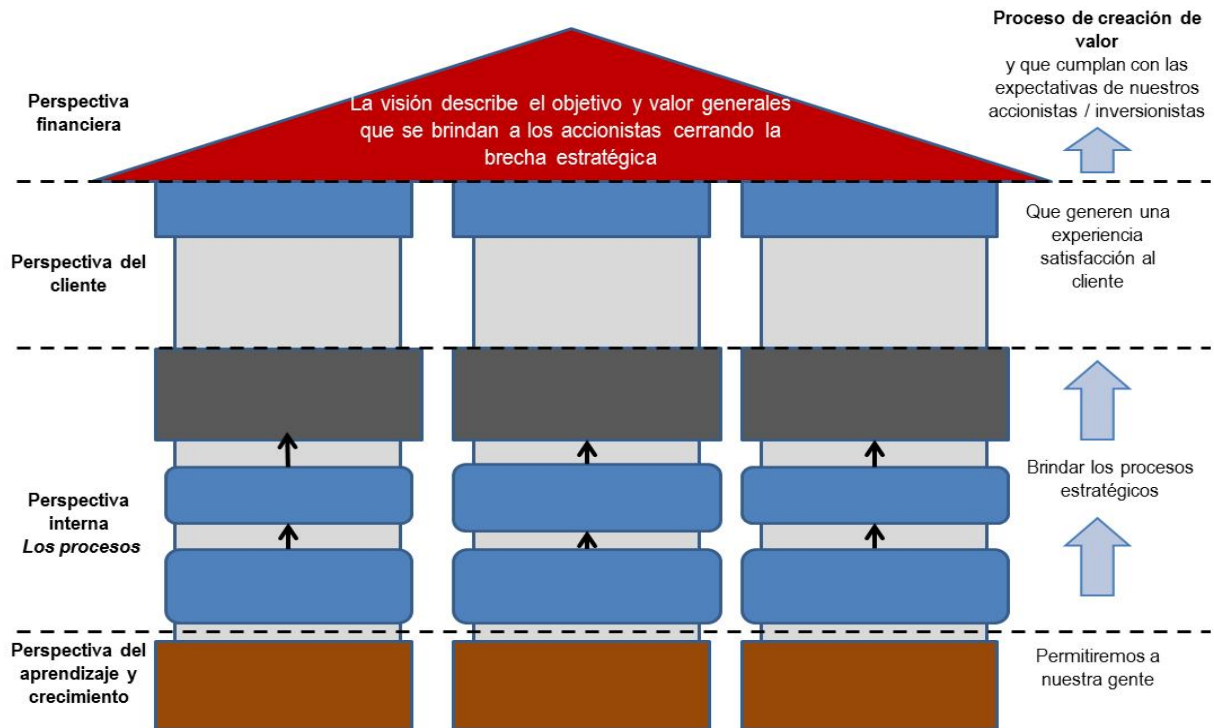 Proceso de creación de
valor
y que cumplan con las
expectativas de nuestros
accionistas / inversionistas
Perspectiva
financiera
La visión describe el objetivo y valor generales
que se brindan a los accionistas cerrando la
brecha estratégica
Perspectiva del
cliente
Que generen una
experiencia
satisfacción al
cliente
Perspectiva
interna
Los procesos
Brindar los procesos
estratégicos
Perspectiva del
aprendizaje y
crecimiento
Permitiremos a
nuestra gente